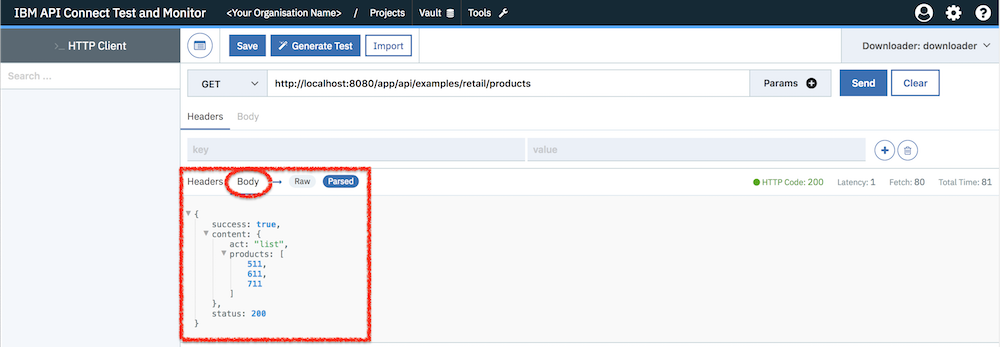 IBM API Connect Test and Monitor <Your Organisation Name> / Projects Vault Tools
>_ HTTP Client Save Generate Test Import Downloader: downloader
Search ...
GET http://localhost:8080/app/api/examples/retail/products Params Send Clear
Headers Body
key value
Headers Body → Raw Parsed HTTP Code: 200 Latency: 1 Fetch: 80 Total Time: 81
{
success: true,
content: {
act: "list",
products: [
511,
611,
711
]
},
status: 200
}